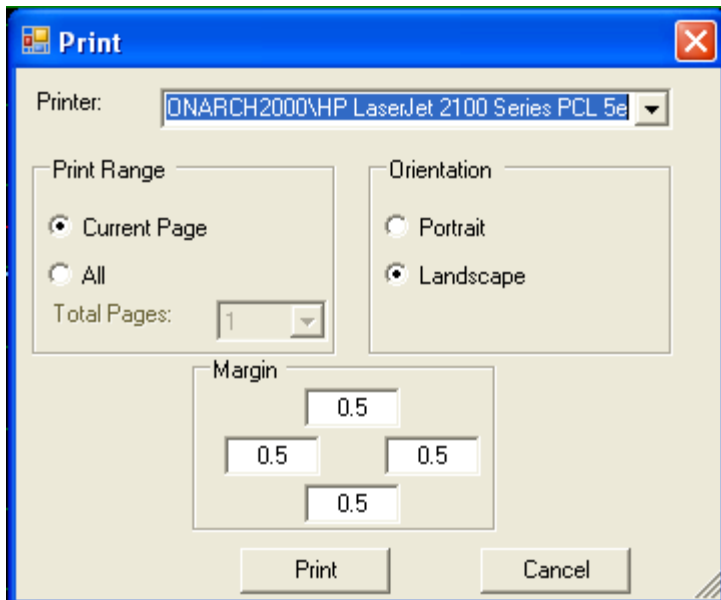 Print
Printer: ONARCH2000\HP LaserJet 2100 Series PCL 5e
Print Range
Current Page
All
Total Pages: 1
Orientation
Portrait
Landscape
Margin
0.5
0.5 0.5
0.5
Print Cancel